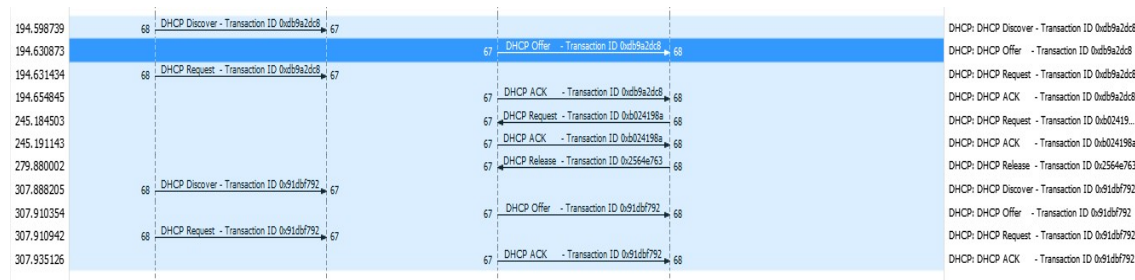 194.598739 68 DHCP Discover - Transaction ID 0xdb9a2dc8 67 DHCP: DHCP Discover - Transaction ID 0xdb9a2dc8
194.630873 67 DHCP Offer - Transaction ID 0xdb9a2dc8 68 DHCP: DHCP Offer - Transaction ID 0xdb9a2dc8
194.631434 68 DHCP Request - Transaction ID 0xdb9a2dc8 67 DHCP: DHCP Request - Transaction ID 0xdb9a2dc8
194.654845 67 DHCP ACK - Transaction ID 0xdb9a2dc8 68 DHCP: DHCP ACK - Transaction ID 0xdb9a2dc8
245.184503 67 DHCP Request - Transaction ID 0xb024198a 68 DHCP: DHCP Request - Transaction ID 0xb02419...
245.191143 67 DHCP ACK - Transaction ID 0xb024198a 68 DHCP: DHCP ACK - Transaction ID 0xb024198a
279.880002 67 DHCP Release - Transaction ID 0x2564e763 68 DHCP: DHCP Release - Transaction ID 0x2564e763
307.888205 68 DHCP Discover - Transaction ID 0x91dbf792 67 DHCP: DHCP Discover - Transaction ID 0x91dbf792
307.910354 67 DHCP Offer - Transaction ID 0x91dbf792 68 DHCP: DHCP Offer - Transaction ID 0x91dbf792
307.910942 68 DHCP Request - Transaction ID 0x91dbf792 67 DHCP: DHCP Request - Transaction ID 0x91dbf792
307.935126 67 DHCP ACK - Transaction ID 0x91dbf792 68 DHCP: DHCP ACK - Transaction ID 0x91dbf792